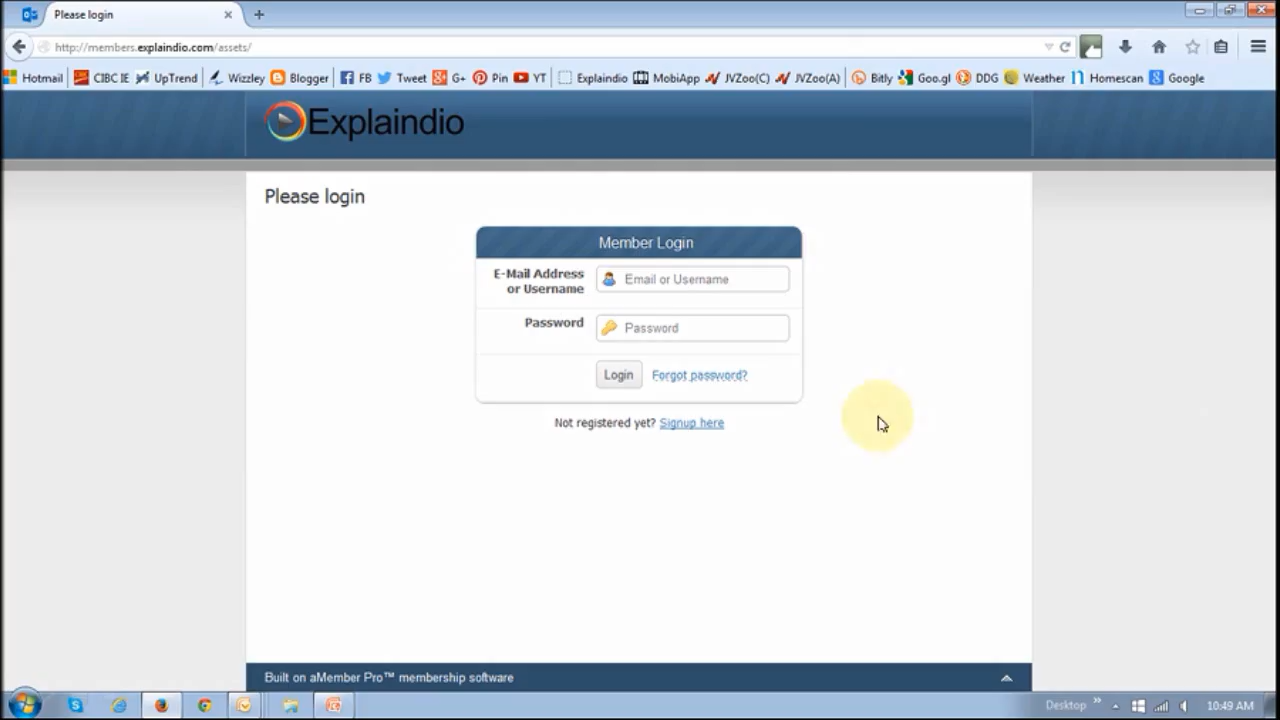 Please login
http://members.explaindio.com/assets/
Hotmail CIBC IE UpTrend Wizzley Blogger FB Tweet G+ Pin YT Explaindio MobiApp JVZoo(C) JVZoo(A) Bitly Goo.gl DDG Weather Homescan Google
Explaindio
Please login
Member Login
E-Mail Address
or Username
Email or Username
Password
Password
Login Forgot password?
Not registered yet? Signup here
Built on aMember Pro™ membership software
Desktop
10:49 AM